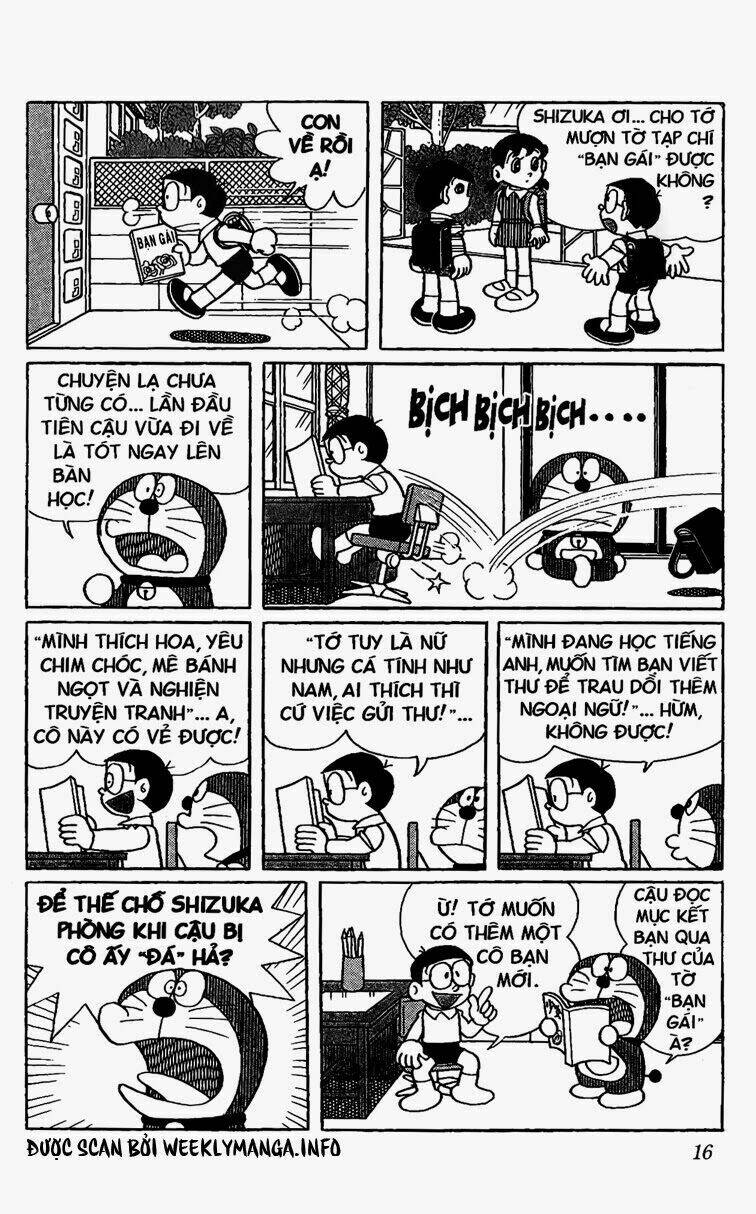 SHIZUKA ƠI... CHO TỚ
MƯỢN TỜ TẠP CHÍ
"BẠN GÁI" ĐƯỢC
KHÔNG
?
CON
VỀ RỒI
Ạ!
BẠN GÁI
BỊCH BỊCH BỊCH....
CHUYỆN LẠ CHƯA
TỪNG CÓ... LẦN ĐẦU
TIÊN CẬU VỪA ĐI VỀ
LÀ TÓT NGAY LÊN
BÀN
HỌC!
"MÌNH ĐANG HỌC TIẾNG
ANH, MUỐN TÌM BẠN VIẾT
THƯ ĐỂ TRAU DỒI THÊM
NGOẠI NGỮ!"... HỪM,
KHÔNG ĐƯỢC!
"TỚ TUY LÀ NỮ
NHƯNG CÁ TÍNH NHƯ
NAM, AI THÍCH THÌ
CỨ VIỆC GỬI THƯ!"...
"MÌNH THÍCH HOA, YÊU
CHIM CHÓC, MÊ BÁNH
NGỌT VÀ NGHIỆN
TRUYỆN TRANH"... A,
CÔ NÀY CÓ VẺ ĐƯỢC!
CẬU ĐỌC
MỤC KẾT
BẠN QUA
THƯ CỦA
TỜ
"BẠN
GÁI"
À?
Ừ! TỚ MUỐN
CÓ THÊM MỘT
CÔ BẠN
MỚI.
ĐỂ THẾ CHỖ SHIZUKA
PHÒNG KHI CẬU BỊ
CÔ ẤY "ĐÁ" HẢ?
ĐƯỢC SCAN BỞI WEEKLYMANGA.INFO
16